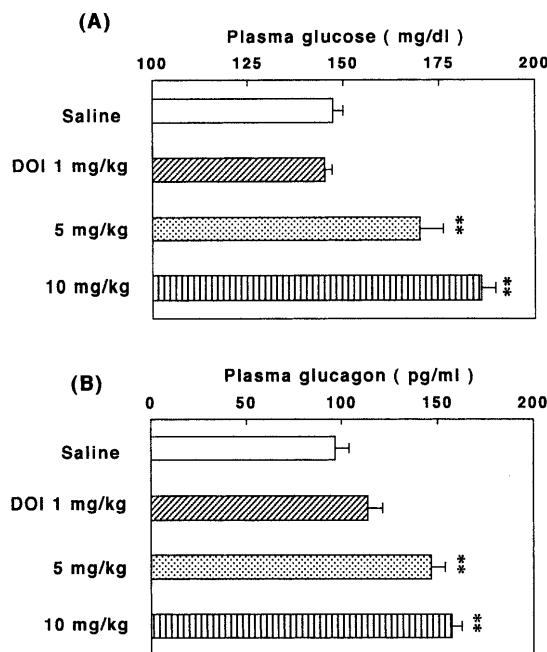 (A)
Plasma glucose ( mg/dl )
100 125 150 175 200
Saline
DOI 1 mg/kg
5 mg/kg **
10 mg/kg **
(B)
Plasma glucagon ( pg/ml )
0 50 100 150 200
Saline
DOI 1 mg/kg
5 mg/kg **
10 mg/kg **